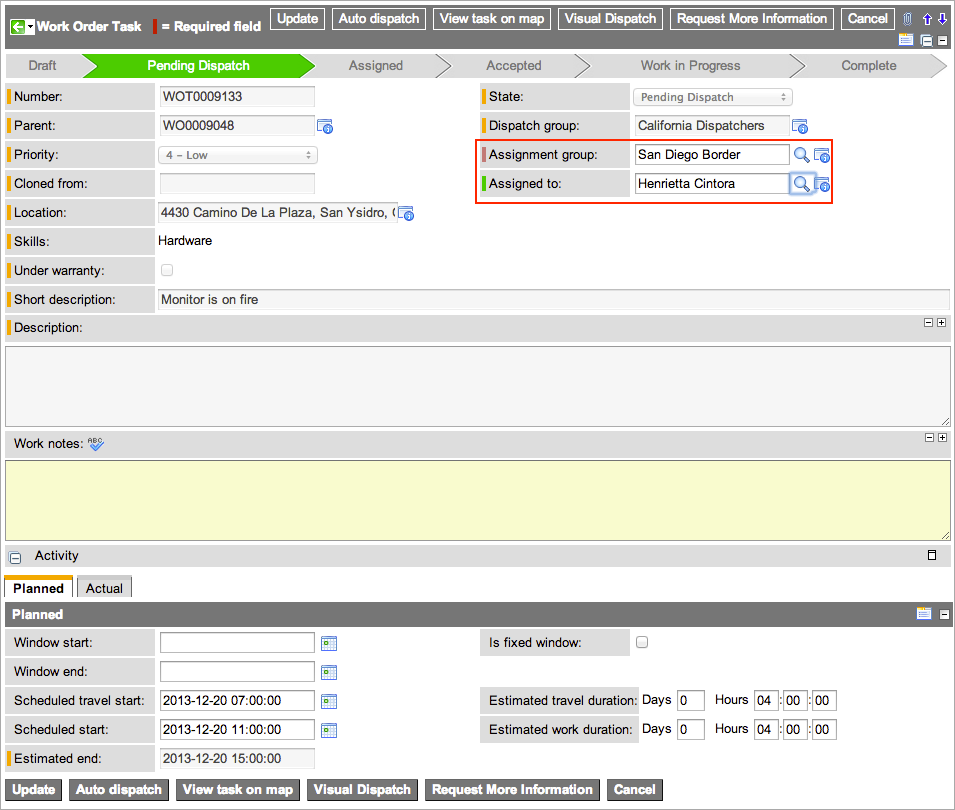 Work Order Task = Required field Update Auto dispatch View task on map Visual Dispatch Request More Information Cancel
Draft Pending Dispatch Assigned Accepted Work in Progress Complete
Number: WOT0009133 State: Pending Dispatch
Parent: WO0009048 Dispatch group: California Dispatchers
Priority: 4 – Low Assignment group: San Diego Border
Cloned from: Assigned to: Henrietta Cintora
Location: 4430 Camino De La Plaza, San Ysidro,
Skills: Hardware
Under warranty:
Short description: Monitor is on fire
Description:
Work notes: ABC
Activity
Planned Actual
Planned
Window start: Is fixed window:
Window end:
Scheduled travel start: 2013-12-20 07:00:00 Estimated travel duration: Days 0 Hours 04 : 00 : 00
Scheduled start: 2013-12-20 11:00:00 Estimated work duration: Days 0 Hours 04 : 00 : 00
Estimated end: 2013-12-20 15:00:00
Update Auto dispatch View task on map Visual Dispatch Request More Information Cancel